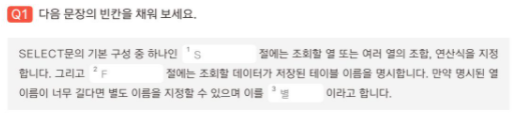 Q1 다음 문장의 빈칸을 채워 보세요.
SELECT문의 기본 구성 중 하나인 1 S 절에는 조회할 열 또는 여러 열의 조합, 연산식을 지정
합니다. 그리고 2 F 절에는 조회할 데이터가 저장된 테이블 이름을 명시합니다. 만약 명시된 열
이름이 너무 길다면 별도 이름을 지정할 수 있으며 이를 3 별 이라고 합니다.